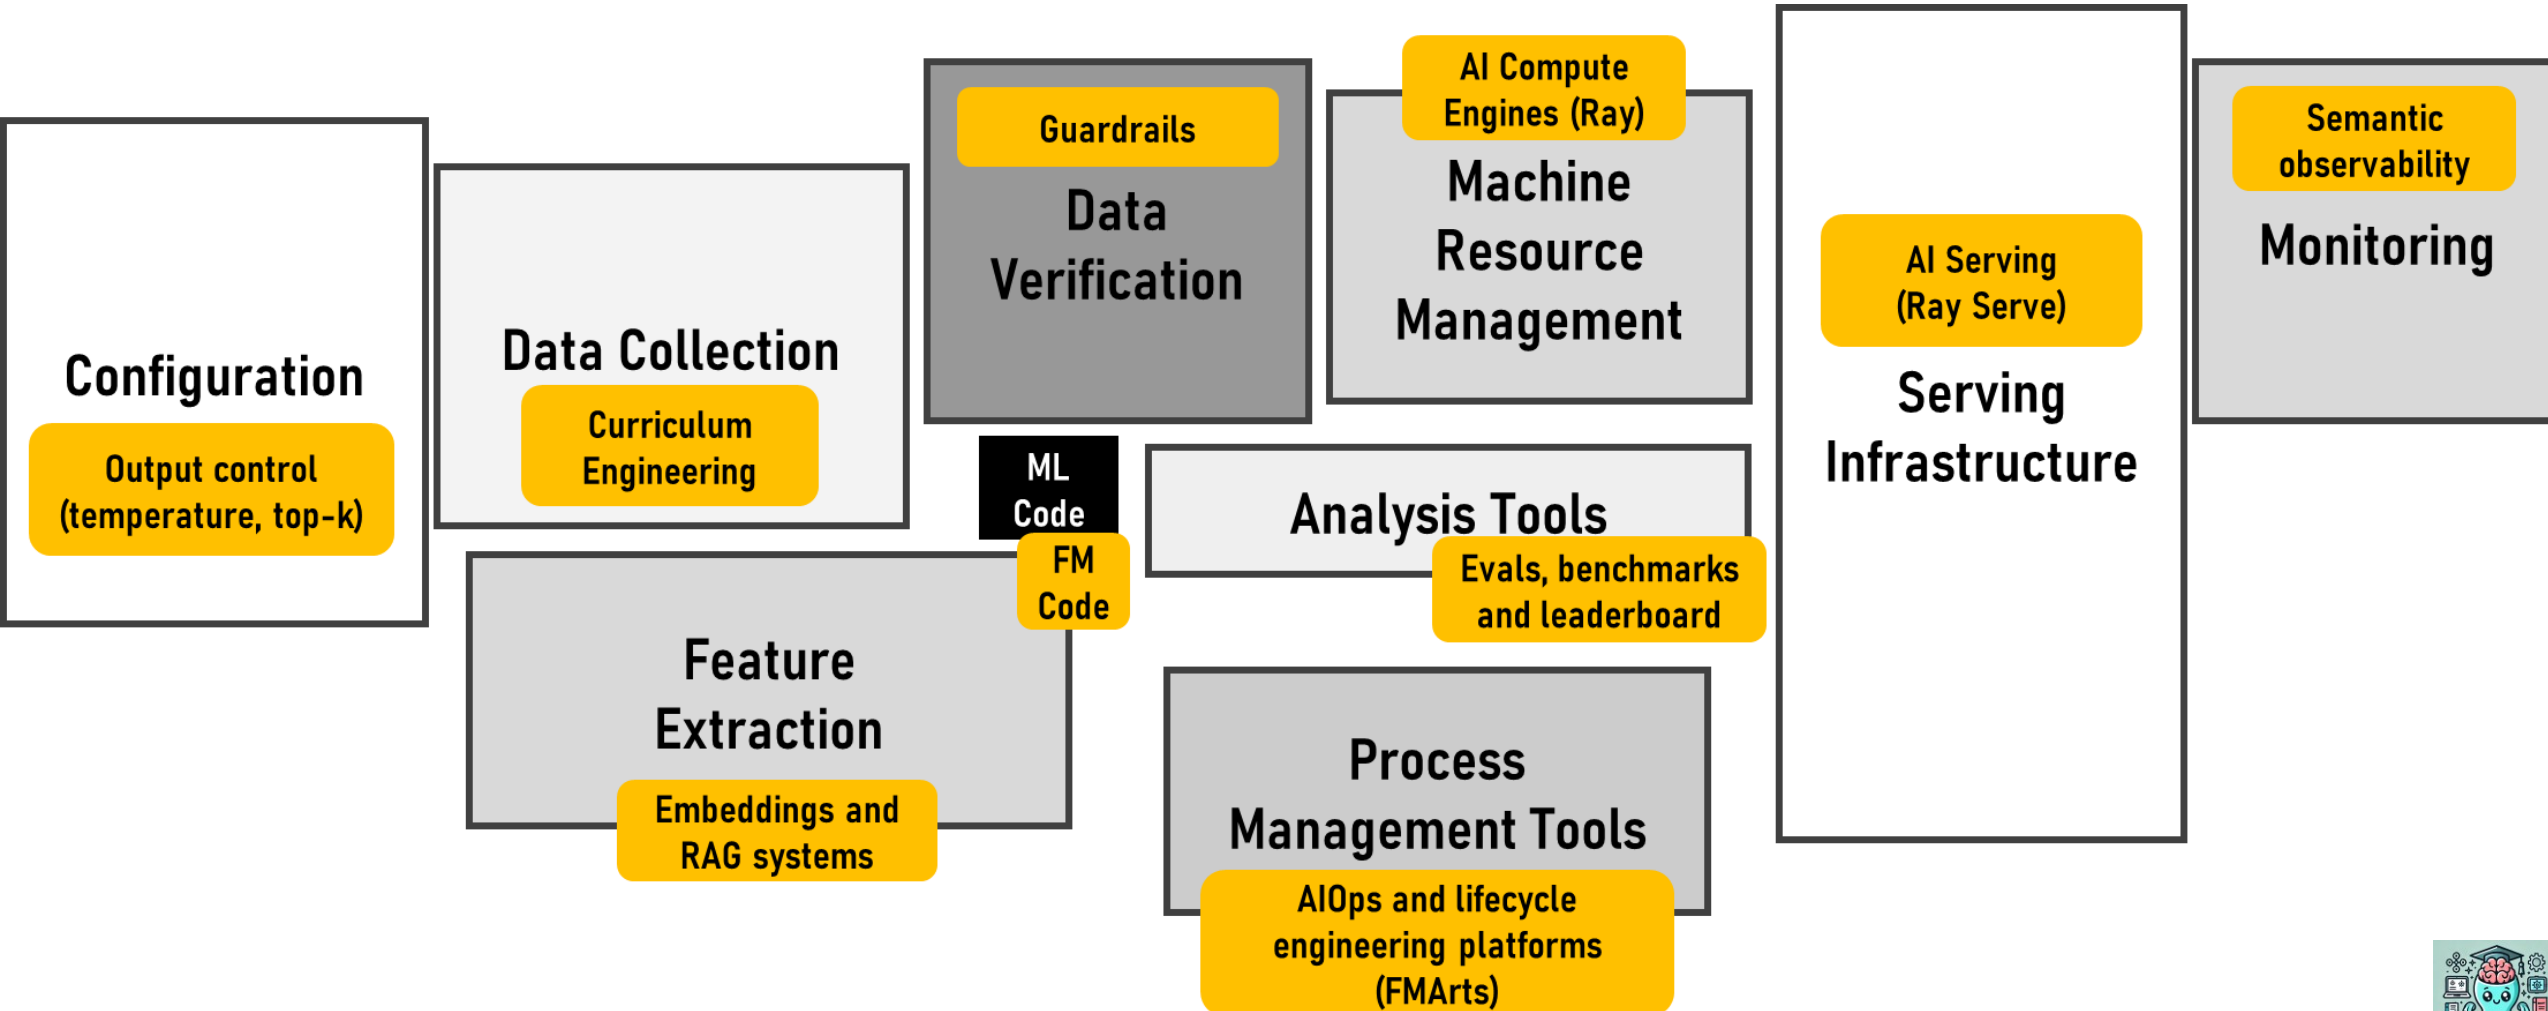 Configuration
Output control
(temperature, top-k)
Data Collection
Curriculum
Engineering
Guardrails
Data
Verification
AI Compute
Engines (Ray)
Machine
Resource
Management
AI Serving
(Ray Serve)
Serving
Infrastructure
Semantic
observability
Monitoring
ML
Code
FM
Code
Analysis Tools
Evals, benchmarks
and leaderboard
Feature
Extraction
Embeddings and
RAG systems
Process
Management Tools
AIOps and lifecycle
engineering platforms
(FMArts)